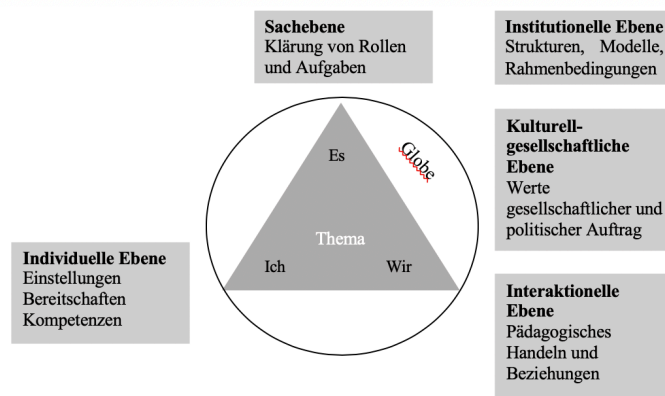 Sachebene
Klärung von Rollen
und Aufgaben
Institutionelle Ebene
Strukturen, Modelle,
Rahmenbedingungen
Kulturell-
gesellschaftliche
Ebene
Werte
gesellschaftlicher und
politischer Auftrag
Globe
Es
Thema
Ich
Wir
Individuelle Ebene
Einstellungen
Bereitschaften
Kompetenzen
Interaktionelle
Ebene
Pädagogisches
Handeln und
Beziehungen